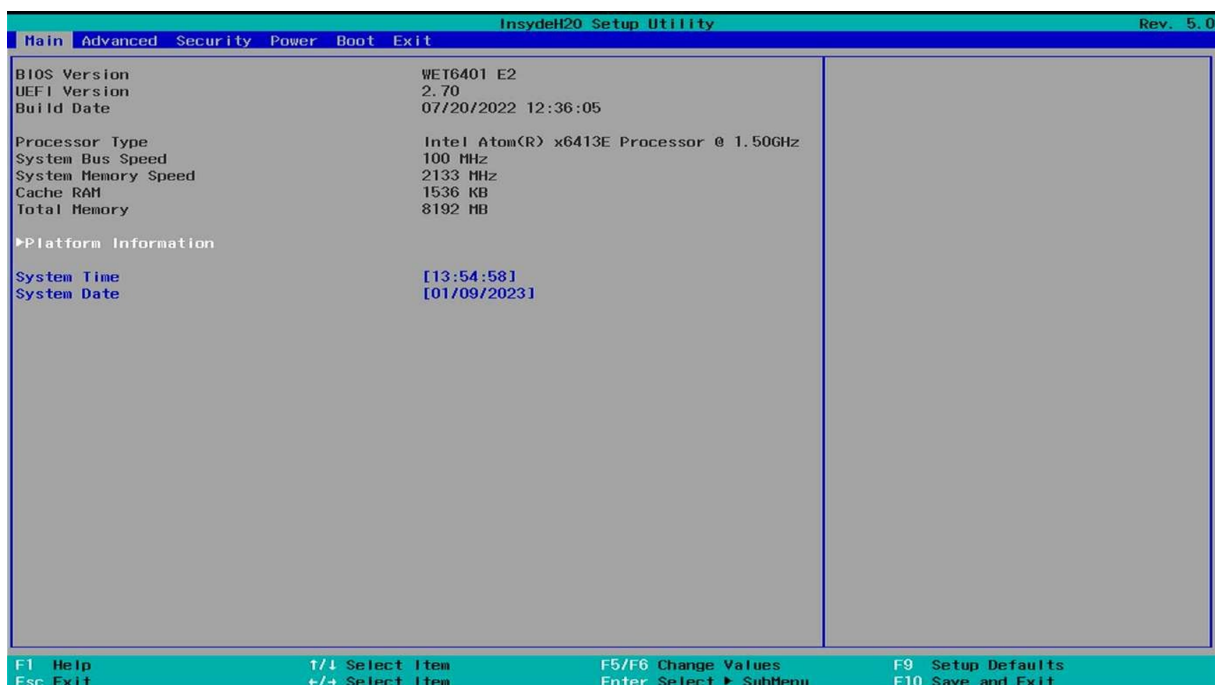 InsydeH20 Setup Utility Rev. 5.0
Main Advanced Security Power Boot Exit
BIOS Version WET6401 E2
UEFI Version 2.70
Build Date 07/20/2022 12:36:05
Processor Type Intel Atom(R) x6413E Processor @ 1.50GHz
System Bus Speed 100 MHz
System Memory Speed 2133 MHz
Cache RAM 1536 KB
Total Memory 8192 MB
▶Platform Information
System Time [13:54:58]
System Date [01/09/2023]
F1 Help ↑/↓ Select Item F5/F6 Change Values F9 Setup Defaults
Esc Exit ←/→ Select Item Enter Select ▶ SubMenu F10 Save and Exit